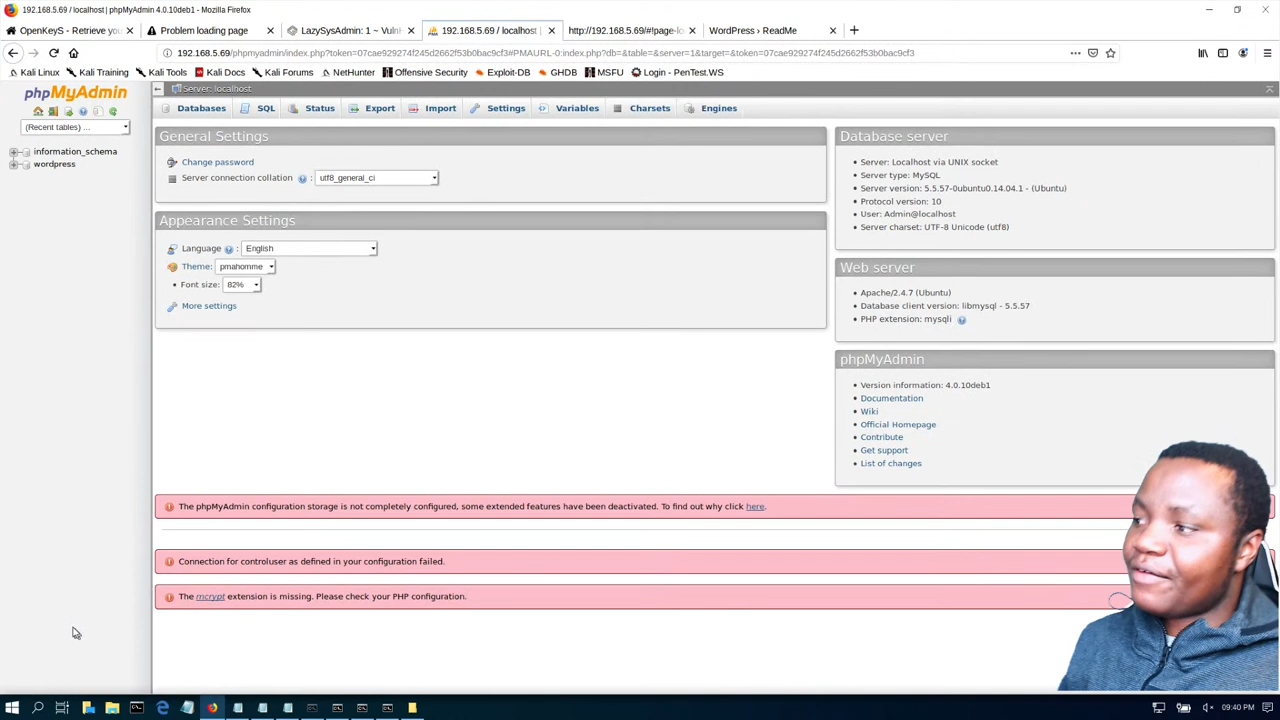 192.168.5.69 / localhost | phpMyAdmin 4.0.10deb1 - Mozilla Firefox
OpenKeyS - Retrieve you
Problem loading page
LazySysAdmin: 1 ~ Vuln
192.168.5.69 / localhost
http://192.168.5.69/#!page-lo
WordPress › ReadMe
192.168.5.69/phpmyadmin/index.php?token=07cae929262662f53b0bac9cf3#PMAURL-0:index.php?db=&table=&server=1&target=&token=07cae929262662f53b0bac9cf3
Kali Linux
Kali Training
Kali Tools
Kali Docs
Kali Forums
NetHunter
Offensive Security
Exploit-DB
GHDB
MSFU
Login - PenTest.WS
phpMyAdmin
(Recent tables) ...
information_schema
wordpress
Server: localhost
Databases
SQL
Status
Export
Import
Settings
Variables
Charsets
Engines
General Settings
Change password
Server connection collation : utf8_general_ci
Appearance Settings
Language : English
Theme: pmahomme
• Font size: 82%
More settings
Database server
• Server: Localhost via UNIX socket
• Server type: MySQL
• Server version: 5.5.57-0ubuntu0.14.04.1 - (Ubuntu)
• Protocol version: 10
• User: Admin@localhost
• Server charset: UTF-8 Unicode (utf8)
Web server
• Apache/2.4.7 (Ubuntu)
• Database client version: libmysql - 5.5.57
• PHP extension: mysqli
phpMyAdmin
• Version information: 4.0.10deb1
• Documentation
• Wiki
• Official Homepage
• Contribute
• Get support
• List of changes
The phpMyAdmin configuration storage is not completely configured, some extended features have been deactivated. To find out why click here.
Connection for controluser as defined in your configuration failed.
The mcrypt extension is missing. Please check your PHP configuration.
09:40 PM